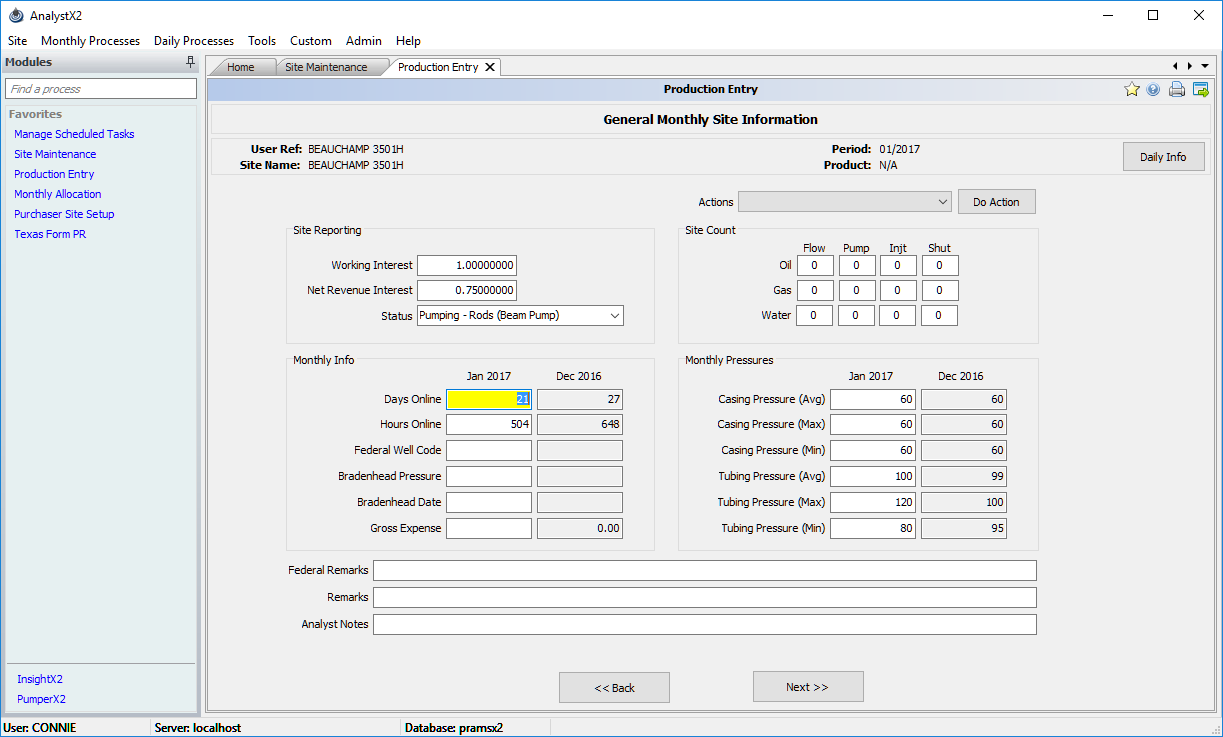 AnalystX2
Site Monthly Processes Daily Processes Tools Custom Admin Help
Modules
Find a process
Favorites
Manage Scheduled Tasks
Site Maintenance
Production Entry
Monthly Allocation
Purchaser Site Setup
Texas Form PR
InsightX2
PumperX2
Home Site Maintenance Production Entry
Production Entry
General Monthly Site Information
User Ref: BEAUCHAMP 3501H Period: 01/2017
Site Name: BEAUCHAMP 3501H Product: N/A
Daily Info
Actions Do Action
Site Reporting
Working Interest 1.00000000
Net Revenue Interest 0.75000000
Status Pumping - Rods (Beam Pump)
Site Count
Flow Pump Injt Shut
Oil 0 0 0 0
Gas 0 0 0 0
Water 0 0 0 0
Monthly Info
Jan 2017 Dec 2016
Days Online 21 27
Hours Online 504 648
Federal Well Code
Bradenhead Pressure
Bradenhead Date
Gross Expense 0.00
Monthly Pressures
Jan 2017 Dec 2016
Casing Pressure (Avg) 60 60
Casing Pressure (Max) 60 60
Casing Pressure (Min) 60 60
Tubing Pressure (Avg) 100 99
Tubing Pressure (Max) 120 100
Tubing Pressure (Min) 80 95
Federal Remarks
Remarks
Analyst Notes
<< Back Next >>
User: CONNIE Server: localhost Database: pramsx2